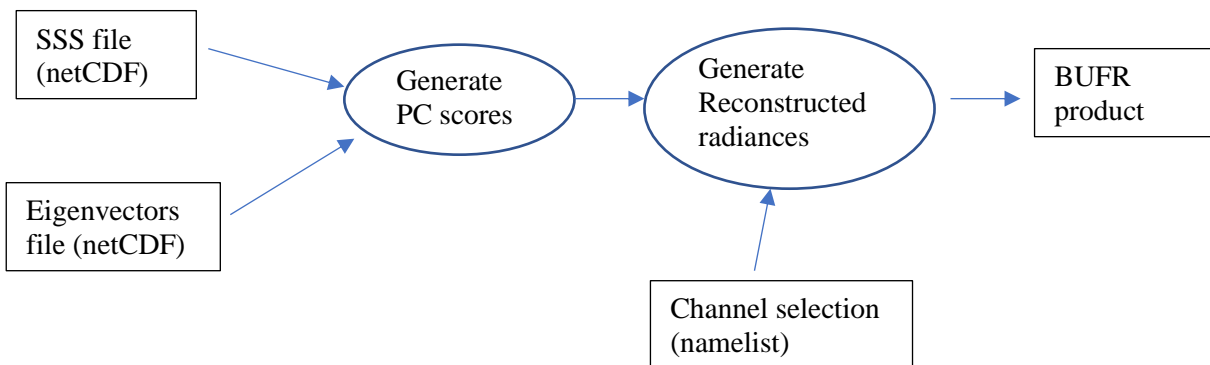 SSS file
(netCDF)
Generate
PC scores
Generate
Reconstructed
radiances
BUFR
product
Eigenvectors
file (netCDF)
Channel selection
(namelist)